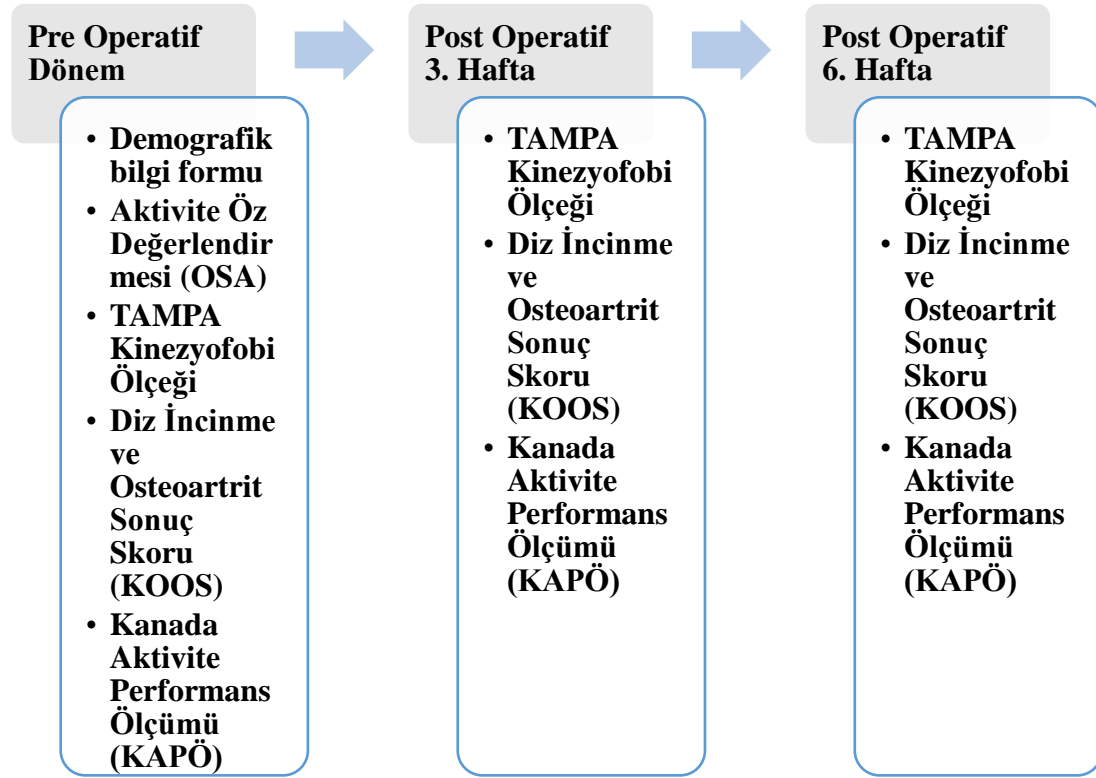 Pre Operatif
Dönem
• Demografik
bilgi formu
• Aktivite Öz
Değerlendir
mesi (OSA)
• TAMPA
Kinezyofobi
Ölçeği
• Diz İncinme
ve
Osteoartrit
Sonuç
Skoru
(KOOS)
• Kanada
Aktivite
Performans
Ölçümü
(KAPÖ)
Post Operatif
3. Hafta
• TAMPA
Kinezyofobi
Ölçeği
• Diz İncinme
ve
Osteoartrit
Sonuç
Skoru
(KOOS)
• Kanada
Aktivite
Performans
Ölçümü
(KAPÖ)
Post Operatif
6. Hafta
• TAMPA
Kinezyofobi
Ölçeği
• Diz İncinme
ve
Osteoartrit
Sonuç
Skoru
(KOOS)
• Kanada
Aktivite
Performans
Ölçümü
(KAPÖ)